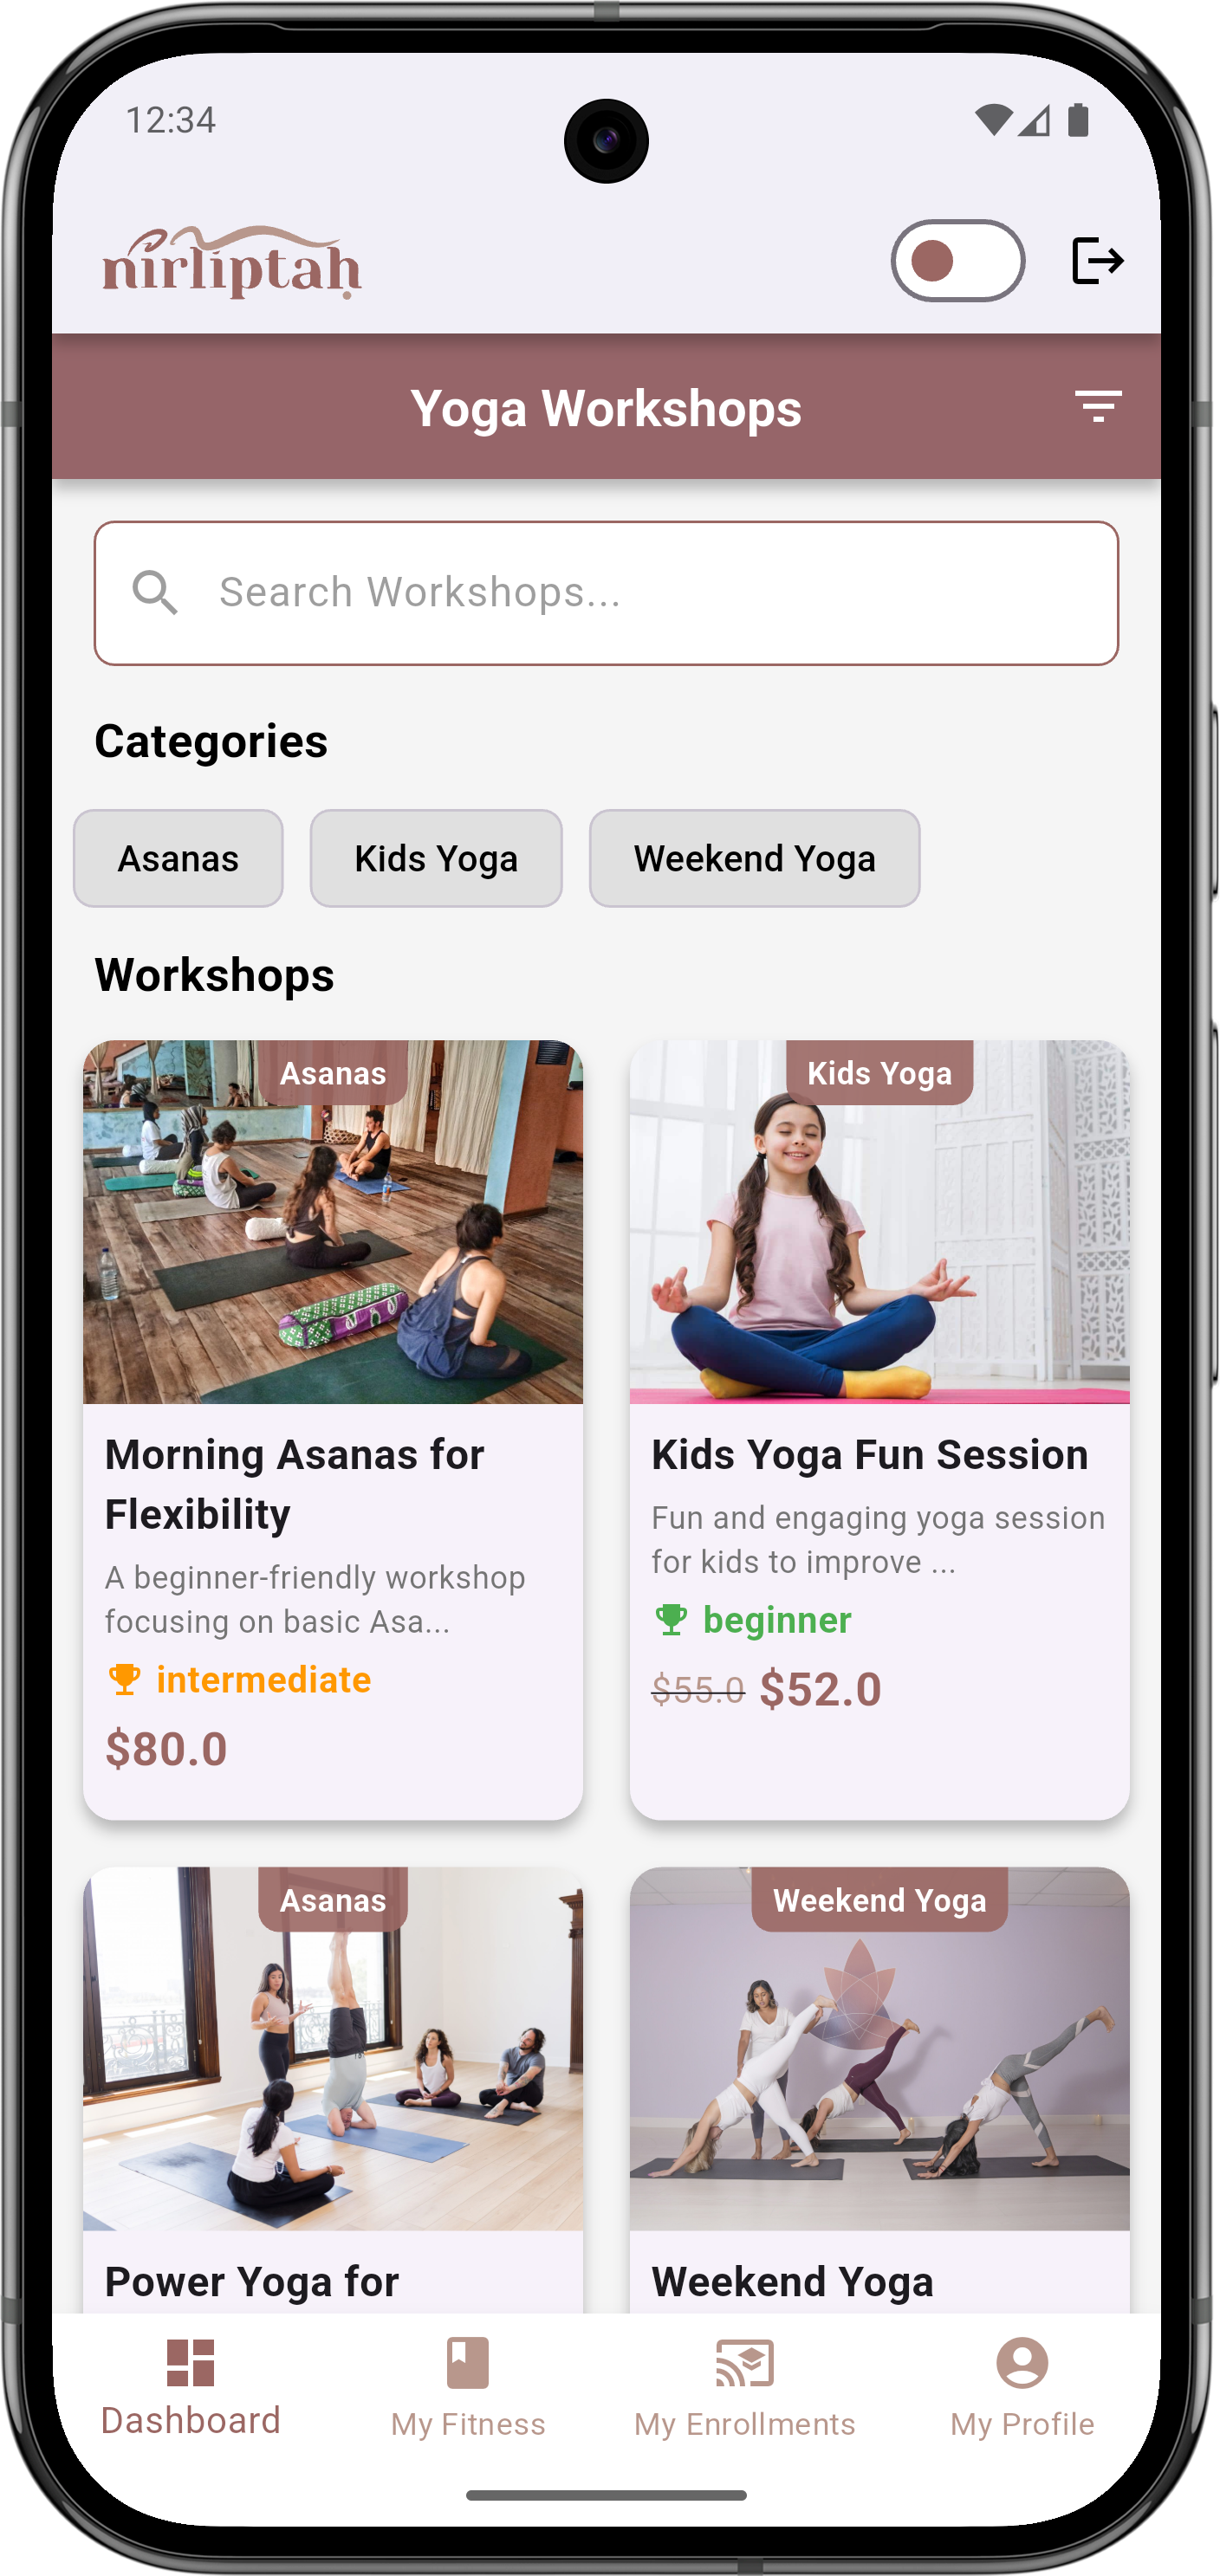 12:34
nirliptaḥ
Yoga Workshops
Search Workshops...
Categories
Asanas
Kids Yoga
Weekend Yoga
Workshops
Asanas
Morning Asanas for
Flexibility
A beginner-friendly workshop
focusing on basic Asa...
intermediate
$80.0
Kids Yoga
Kids Yoga Fun Session
Fun and engaging yoga session
for kids to improve ...
beginner
$55.0 $52.0
Asanas
Power Yoga for
Weekend Yoga
Weekend Yoga
Dashboard
My Fitness
My Enrollments
My Profile